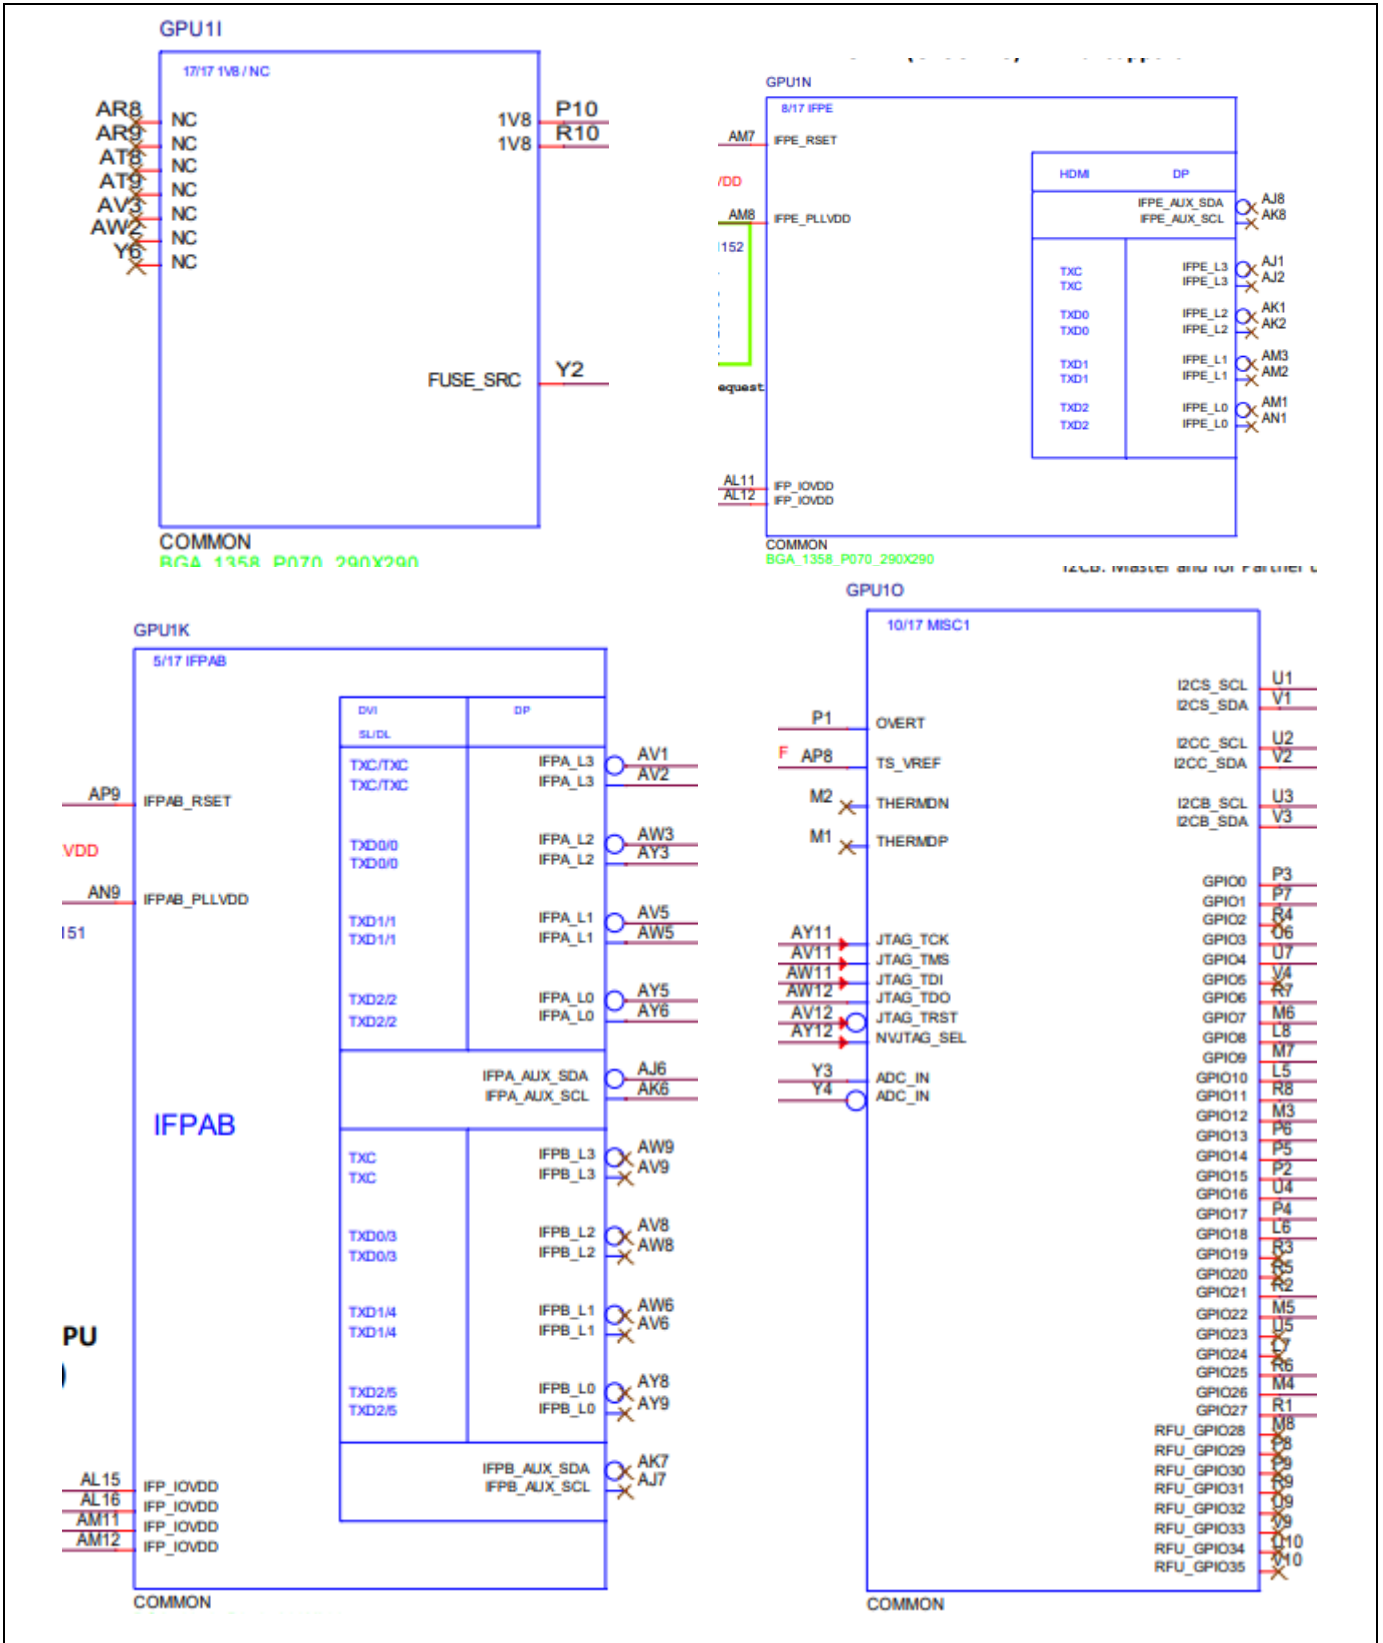 GPU1I
17/17 1V8 / NC
AR8 NC
AR9 NC
AT8 NC
AT9 NC
AV3 NC
AW2 NC
Y6 NC
1V8 P10
1V8 R10
FUSE_SRC Y2
COMMON
BGA_1358_P070_290X290
GPU1N
8/17 IFPE
AM7 IFPE_RSET
VDD
AM8 IFPE_PLLVDD
152
equest
HDMI DP
IFPE_AUX_SDA AJ8
IFPE_AUX_SCL AK8
TXC IFPE_L3 AJ1
TXC IFPE_L3 AJ2
TXD0 IFPE_L2 AK1
TXD0 IFPE_L2 AK2
TXD1 IFPE_L1 AM3
TXD1 IFPE_L1 AM2
TXD2 IFPE_L0 AM1
TXD2 IFPE_L0 AN1
AL11 IFP_IOVDD
AL12 IFP_IOVDD
COMMON
BGA_1358_P070_290X290
GPU1K
5/17 IFPAB
AP9 IFPAB_RSET
VDD
AN9 IFPAB_PLLVDD
151
DVI DP
SL/DL
TXC/TXC IFPA_L3 AV1
TXC/TXC IFPA_L3 AV2
TXD0/0 IFPA_L2 AW3
TXD0/0 IFPA_L2 AY3
TXD1/1 IFPA_L1 AV5
TXD1/1 IFPA_L1 AW5
TXD2/2 IFPA_L0 AY5
TXD2/2 IFPA_L0 AY6
IFPA_AUX_SDA AJ6
IFPA_AUX_SCL AK6
IFPAB
TXC IFPB_L3 AW9
TXC IFPB_L3 AV9
TXD0/3 IFPB_L2 AV8
TXD0/3 IFPB_L2 AW8
TXD1/4 IFPB_L1 AW6
TXD1/4 IFPB_L1 AV6
PU
TXD2/5 IFPB_L0 AY8
TXD2/5 IFPB_L0 AY9
IFPB_AUX_SDA AK7
IFPB_AUX_SCL AJ7
AL15 IFP_IOVDD
AL16 IFP_IOVDD
AM11 IFP_IOVDD
AM12 IFP_IOVDD
COMMON
I2CB: Master and for Partner
GPU1O
10/17 MISC1
P1 OVERT
F AP8 TS_VREF
M2 THERMDN
M1 THERMDP
AY11 JTAG_TCK
AV11 JTAG_TMS
AW11 JTAG_TDI
AW12 JTAG_TDO
AV12 JTAG_TRST
AY12 NVJTAG_SEL
Y3 ADC_IN
Y4 ADC_IN
I2CS_SCL U1
I2CS_SDA V1
I2CC_SCL U2
I2CC_SDA V2
I2CB_SCL U3
I2CB_SDA V3
GPIO0 P3
GPIO1 P7
GPIO2 R4
GPIO3 U6
GPIO4 U7
GPIO5 V4
GPIO6 R7
GPIO7 M6
GPIO8 L8
GPIO9 M7
GPIO10 L5
GPIO11 R8
GPIO12 M3
GPIO13 P6
GPIO14 P5
GPIO15 P2
GPIO16 U4
GPIO17 P4
GPIO18 L6
GPIO19 R3
GPIO20 R5
GPIO21 R2
GPIO22 M5
GPIO23 U5
GPIO24 L7
GPIO25 R6
GPIO26 M4
GPIO27 R1
RFU_GPIO28 M8
RFU_GPIO29 P8
RFU_GPIO30 P9
RFU_GPIO31 R9
RFU_GPIO32 U9
RFU_GPIO33 V9
RFU_GPIO34 U10
RFU_GPIO35 V10
COMMON